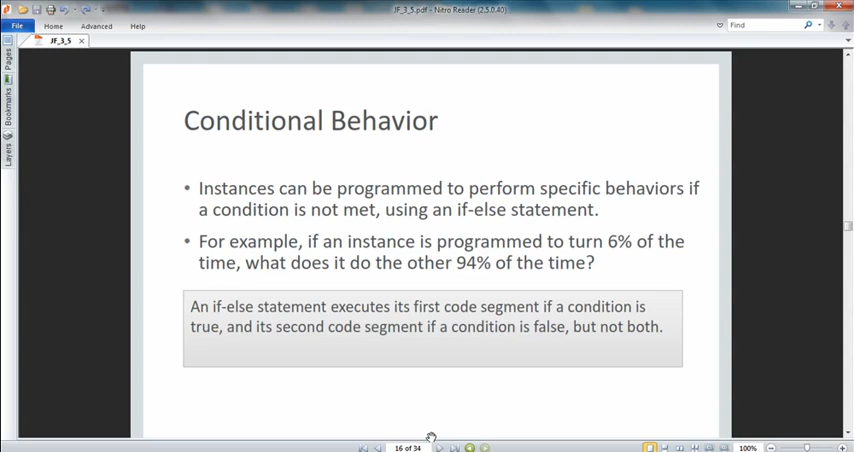 JF_3_5.pdf - Nitro Reader (2.5.0.40)
File Home Advanced Help
Find
JF_3_5
Pages
Bookmarks
Layers
Conditional Behavior
• Instances can be programmed to perform specific behaviors if
a condition is not met, using an if-else statement.
• For example, if an instance is programmed to turn 6% of the
time, what does it do the other 94% of the time?
An if-else statement executes its first code segment if a condition is
true, and its second code segment if a condition is false, but not both.
16 of 34
100%